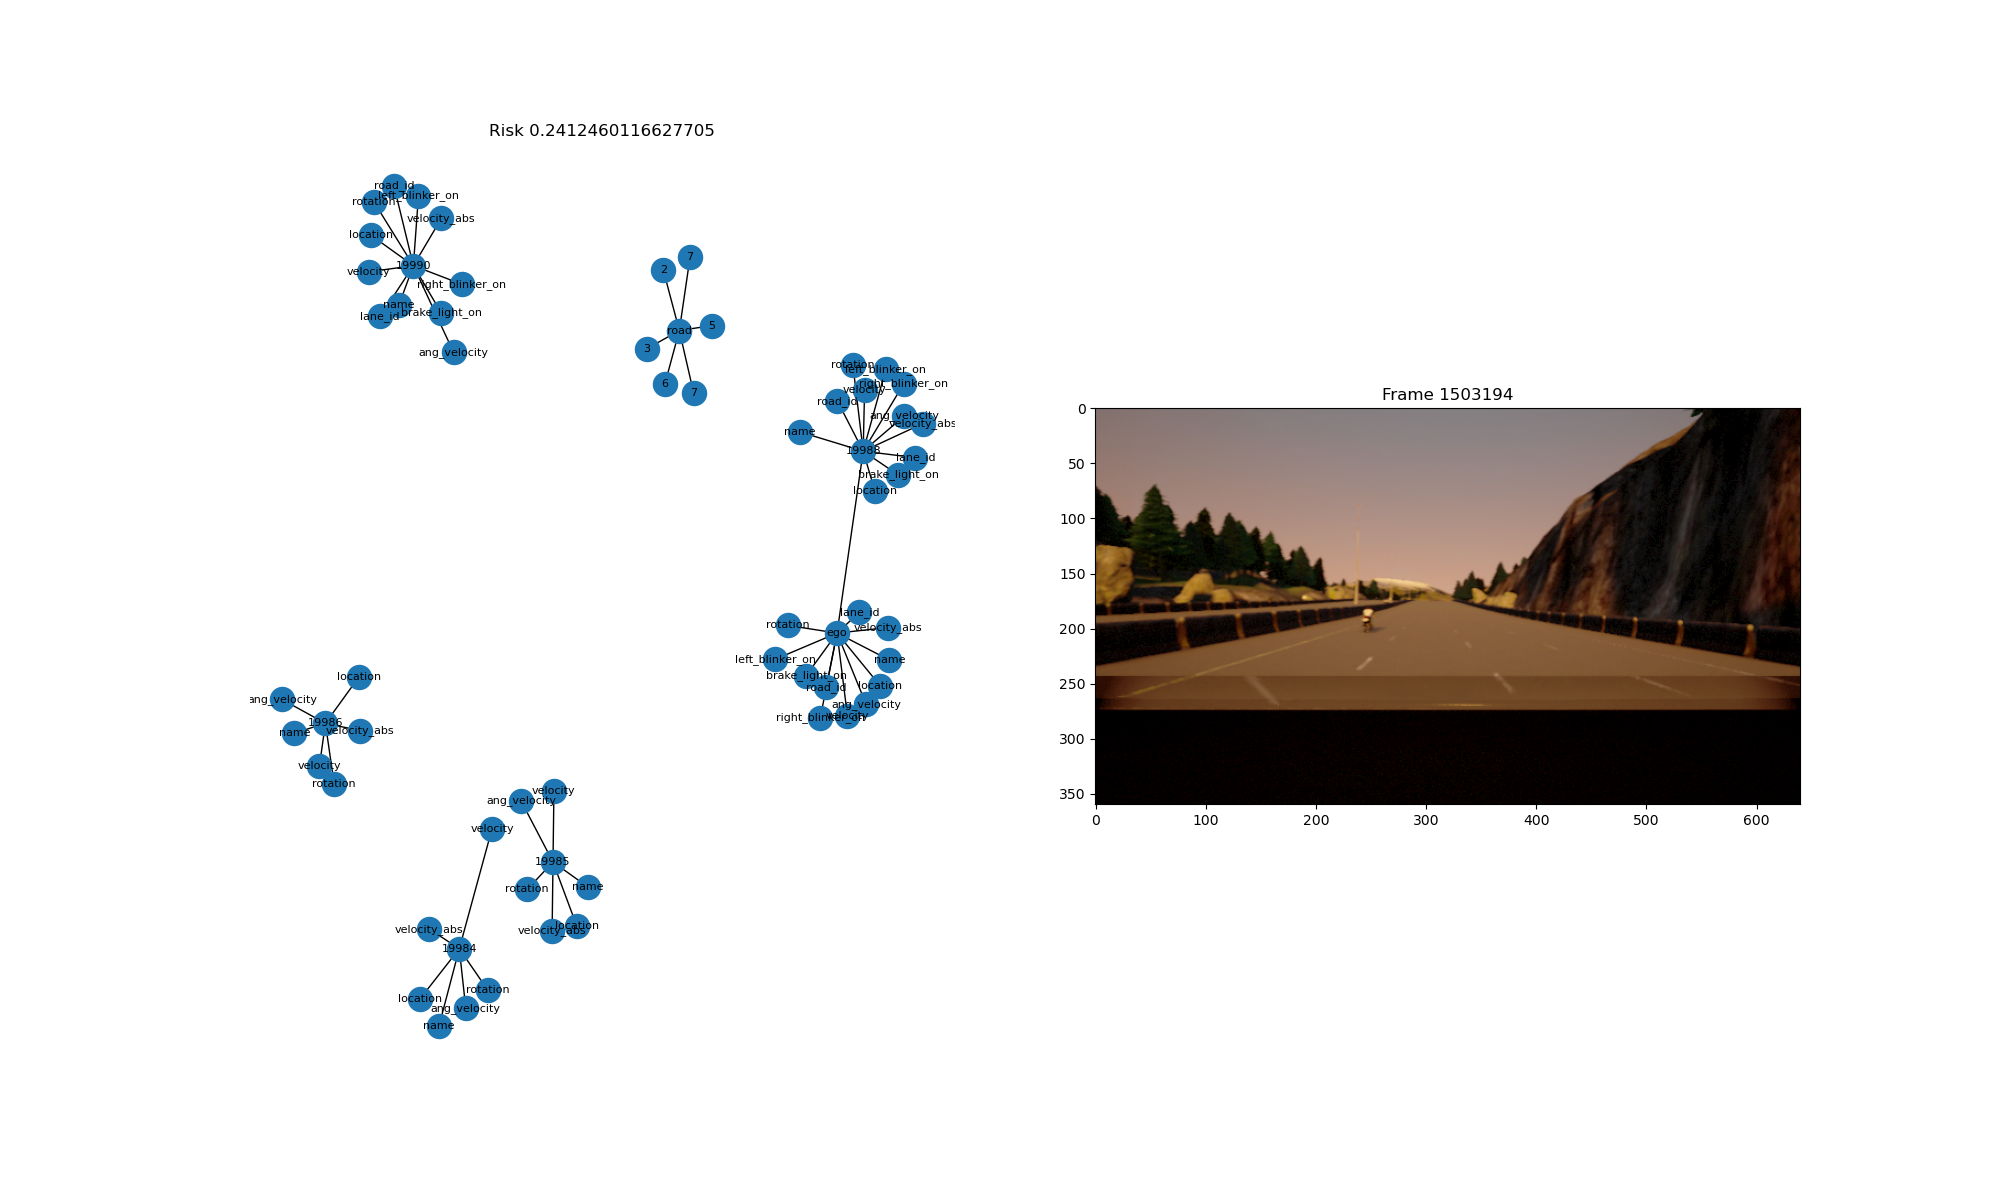 Risk 0.2412460116627705
road_id
left_blinker_on
rotation
velocity_abs
location
19990
velocity
right_blinker_on
name
lane_id
brake_light_on
ang_velocity
7
2
5
road
3
6
7
rotation
left_blinker_on
right_blinker_on
velocity
road_id
ang_velocity
velocity_abs
name
19988
lane_id
brake_light_on
location
lane_id
rotation
velocity_abs
ego
left_blinker_on
name
brake_light_on
road_id
location
ang_velocity
right_blinker_on
velocity
location
ang_velocity
19986
name
velocity_abs
velocity
rotation
velocity
ang_velocity
velocity
19985
rotation
name
velocity_abs
location
velocity_abs
19984
rotation
location
ang_velocity
name
Frame 1503194
0
50
100
150
200
250
300
350
0 100 200 300 400 500 600